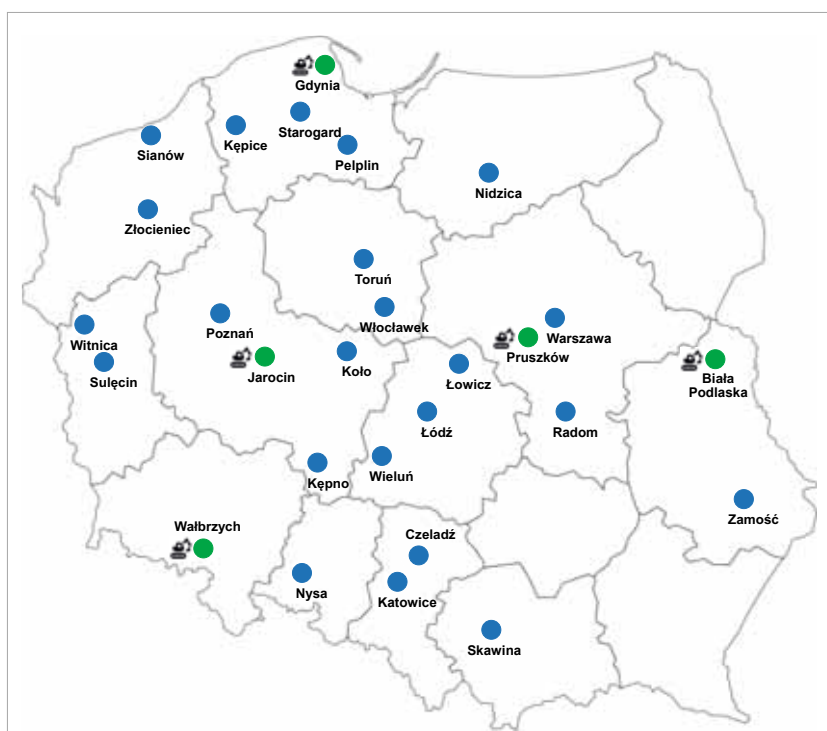 Gdynia
Starogard
Kępice
Sianów
Pelplin
Nidzica
Złocieniec
Toruń
Włocławek
Poznań
Warszawa
Witnica
Pruszków
Sulęcin
Jarocin
Koło
Łowicz
Biała
Podlaska
Łódź
Radom
Wieluń
Kępno
Zamość
Wałbrzych
Czeladź
Nysa
Katowice
Skawina